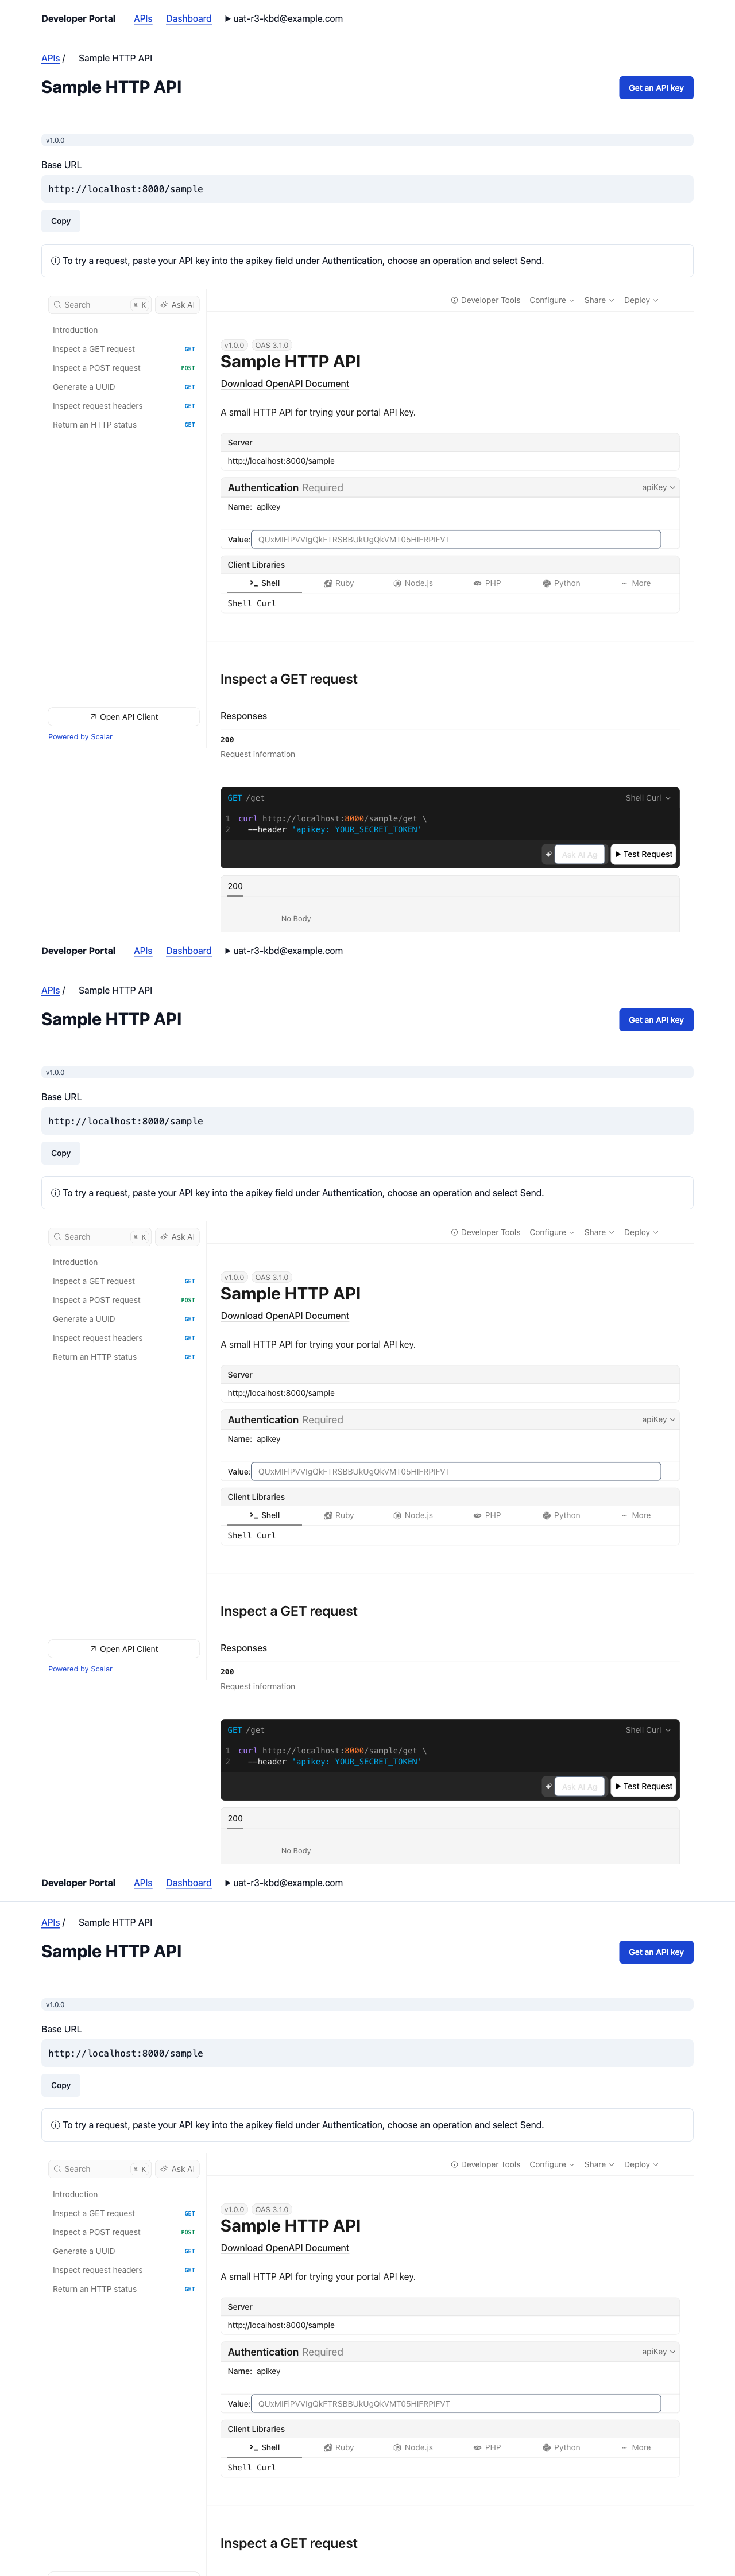 Developer Portal APIs Dashboard ▶ uat-r3-kbd@example.com
APIs / Sample HTTP API
Sample HTTP API Get an API key
v1.0.0
Base URL
http://localhost:8000/sample
Copy
To try a request, paste your API key into the apikey field under Authentication, choose an operation and select Send.
Search ⌘ K Ask AI Developer Tools Configure Share Deploy
Introduction
Inspect a GET request GET
Inspect a POST request POST
Generate a UUID GET
Inspect request headers GET
Return an HTTP status GET
v1.0.0 OAS 3.1.0
Sample HTTP API
Download OpenAPI Document
A small HTTP API for trying your portal API key.
Server
http://localhost:8000/sample
Authentication Required apiKey
Name: apikey
Value:
Client Libraries
>_ Shell Ruby Node.js PHP Python More
Shell Curl
Inspect a GET request
Responses
Open API Client
Powered by Scalar
200
Request information
GET /get Shell Curl
1 curl http://localhost:8000/sample/get \
2 --header 'apikey: YOUR_SECRET_TOKEN'
Ask AI Ag ▶ Test Request
200
No Body
Developer Portal APIs Dashboard ▶ uat-r3-kbd@example.com
APIs / Sample HTTP API
Sample HTTP API Get an API key
v1.0.0
Base URL
http://localhost:8000/sample
Copy
To try a request, paste your API key into the apikey field under Authentication, choose an operation and select Send.
Search ⌘ K Ask AI Developer Tools Configure Share Deploy
Introduction
Inspect a GET request GET
Inspect a POST request POST
Generate a UUID GET
Inspect request headers GET
Return an HTTP status GET
v1.0.0 OAS 3.1.0
Sample HTTP API
Download OpenAPI Document
A small HTTP API for trying your portal API key.
Server
http://localhost:8000/sample
Authentication Required apiKey
Name: apikey
Value:
Client Libraries
>_ Shell Ruby Node.js PHP Python More
Shell Curl
Inspect a GET request
Responses
Open API Client
Powered by Scalar
200
Request information
GET /get Shell Curl
1 curl http://localhost:8000/sample/get \
2 --header 'apikey: YOUR_SECRET_TOKEN'
Ask AI Ag ▶ Test Request
200
No Body
Developer Portal APIs Dashboard ▶ uat-r3-kbd@example.com
APIs / Sample HTTP API
Sample HTTP API Get an API key
v1.0.0
Base URL
http://localhost:8000/sample
Copy
To try a request, paste your API key into the apikey field under Authentication, choose an operation and select Send.
Search ⌘ K Ask AI Developer Tools Configure Share Deploy
Introduction
Inspect a GET request GET
Inspect a POST request POST
Generate a UUID GET
Inspect request headers GET
Return an HTTP status GET
v1.0.0 OAS 3.1.0
Sample HTTP API
Download OpenAPI Document
A small HTTP API for trying your portal API key.
Server
http://localhost:8000/sample
Authentication Required apiKey
Name: apikey
Value:
Client Libraries
>_ Shell Ruby Node.js PHP Python More
Shell Curl
Inspect a GET request